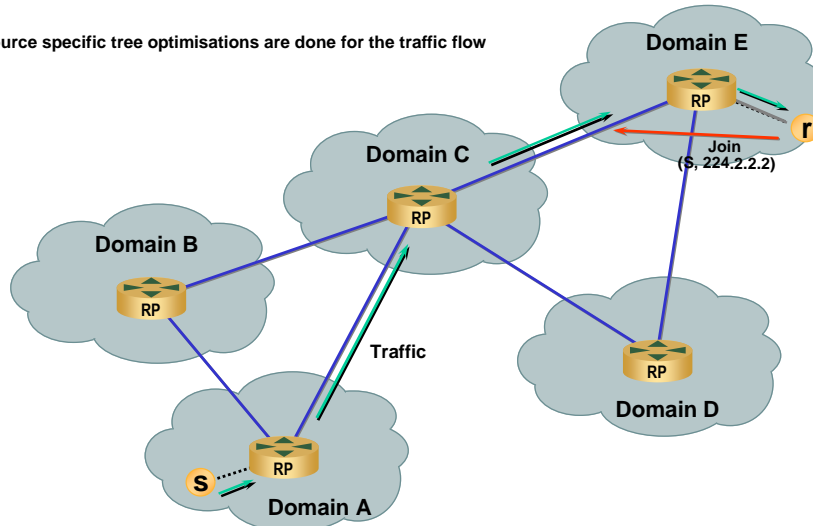 ource specific tree optimisations are done for the traffic flow
Domain E
RP
r
Join
(S, 224.2.2.2)
Domain C
RP
Domain B
RP
Traffic
RP
Domain D
s
RP
Domain A